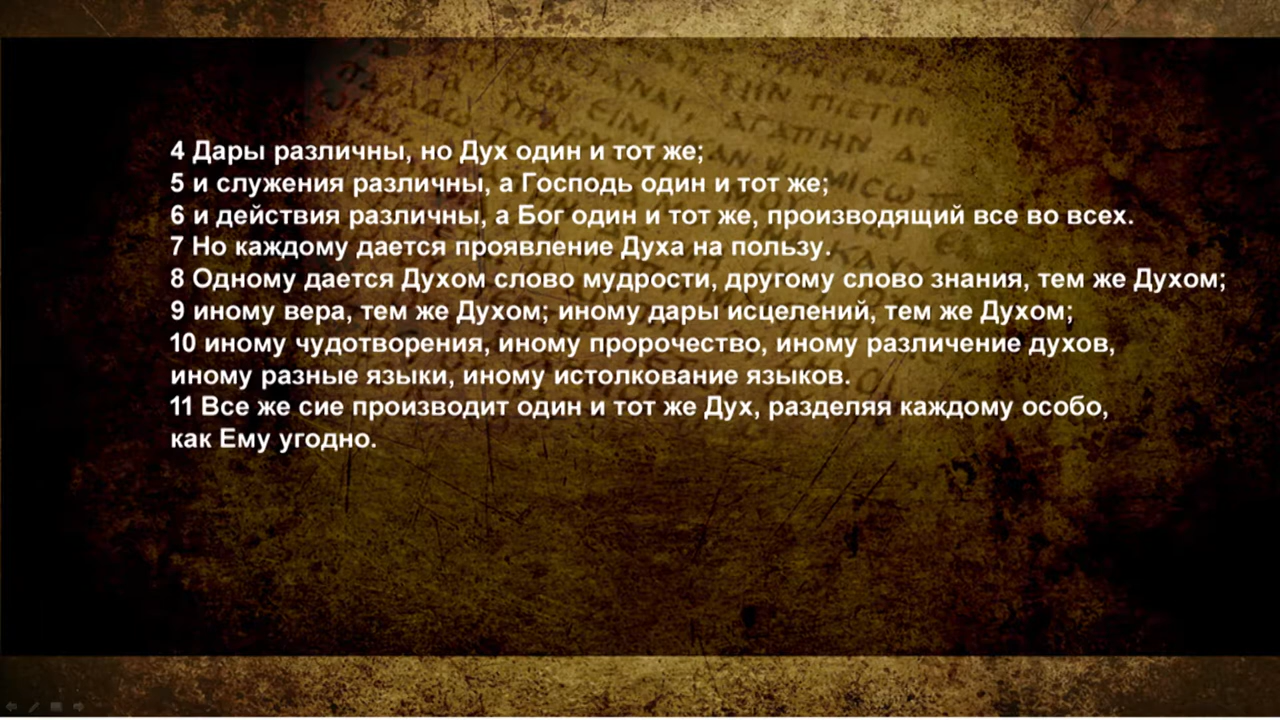 4 Дары различны, но Дух один и тот же;
5 и служения различны, а Господь один и тот же;
6 и действия различны, а Бог один и тот же, производящий все во всех.
7 Но каждому дается проявление Духа на пользу.
8 Одному дается Духом слово мудрости, другому слово знания, тем же Духом;
9 иному вера, тем же Духом; иному дары исцелений, тем же Духом;
10 иному чудотворения, иному пророчество, иному различение духов,
иному разные языки, иному истолкование языков.
11 Все же сие производит один и тот же Дух, разделяя каждому особо,
как Ему угодно.